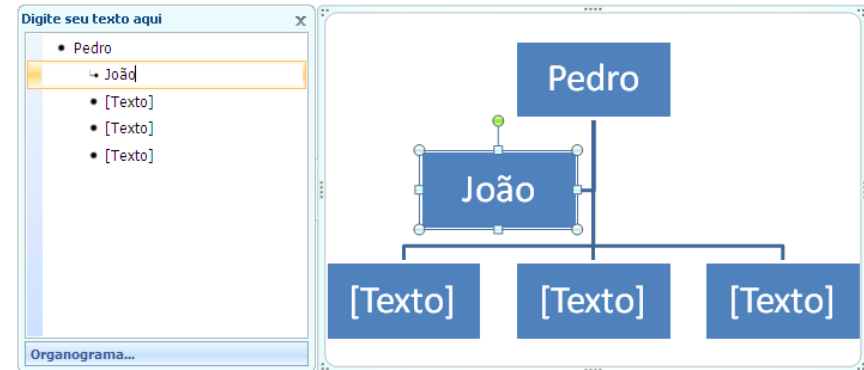 Digite seu texto aqui
Pedro
João
[Texto]
[Texto]
[Texto]
Organograma...
Pedro
João
[Texto] [Texto] [Texto]